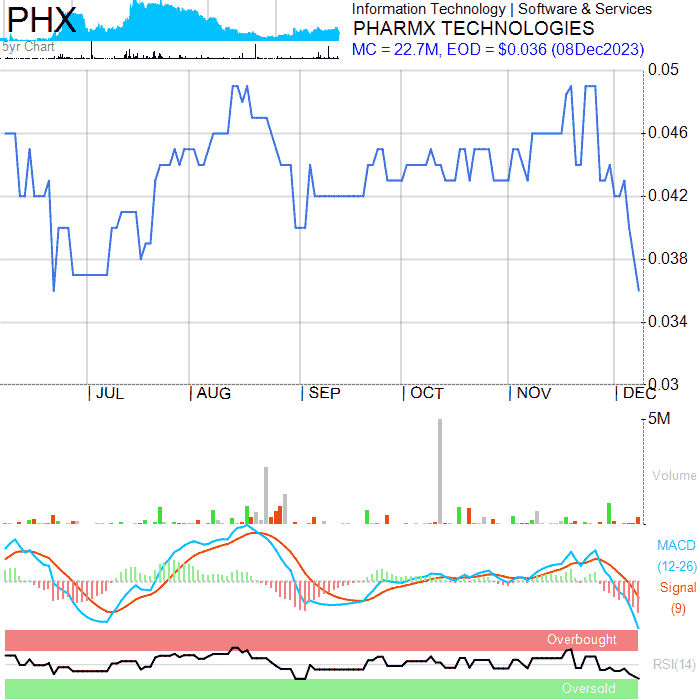 PHX
5yr Chart
Information Technology | Software & Services
PHARMX TECHNOLOGIES
MC = 22.7M, EOD = $0.036 (08Dec2023)
0.05
0.046
0.042
0.038
0.034
0.03
| JUL | AUG | SEP | OCT | NOV | DEC
5M
Volume
MACD
(12-26)
Signal
(9)
Overbought
RSI(14)
Oversold